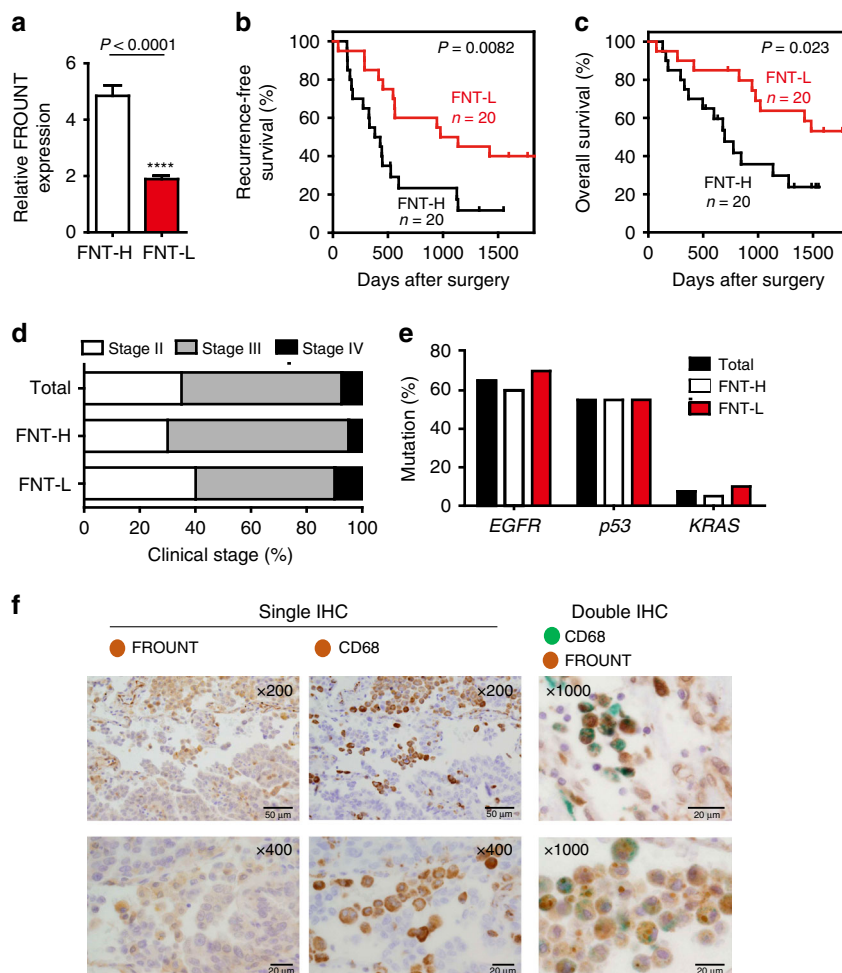 a
P < 0.0001
Relative FROUNT
expression
6
4
2
0
****
FNT-H
FNT-L
b
Recurrence-free
survival (%)
100
80
60
40
20
0
P = 0.0082
FNT-L
n = 20
FNT-H
n = 20
0
500
1000
1500
Days after surgery
c
Overall survival (%)
100
80
60
40
20
0
P = 0.023
FNT-L
n = 20
FNT-H
n = 20
0
500
1000
1500
Days after surgery
d
Stage II
Stage III
Stage IV
Total
FNT-H
FNT-L
0
20
40
60
80
100
Clinical stage (%)
e
Mutation (%)
80
60
40
20
0
Total
FNT-H
FNT-L
EGFR
p53
KRAS
f
Single IHC
Double IHC
FROUNT
CD68
CD68
FROUNT
×200
50 µm
×200
50 µm
×1000
20 µm
×400
20 µm
×400
20 µm
×1000
20 µm